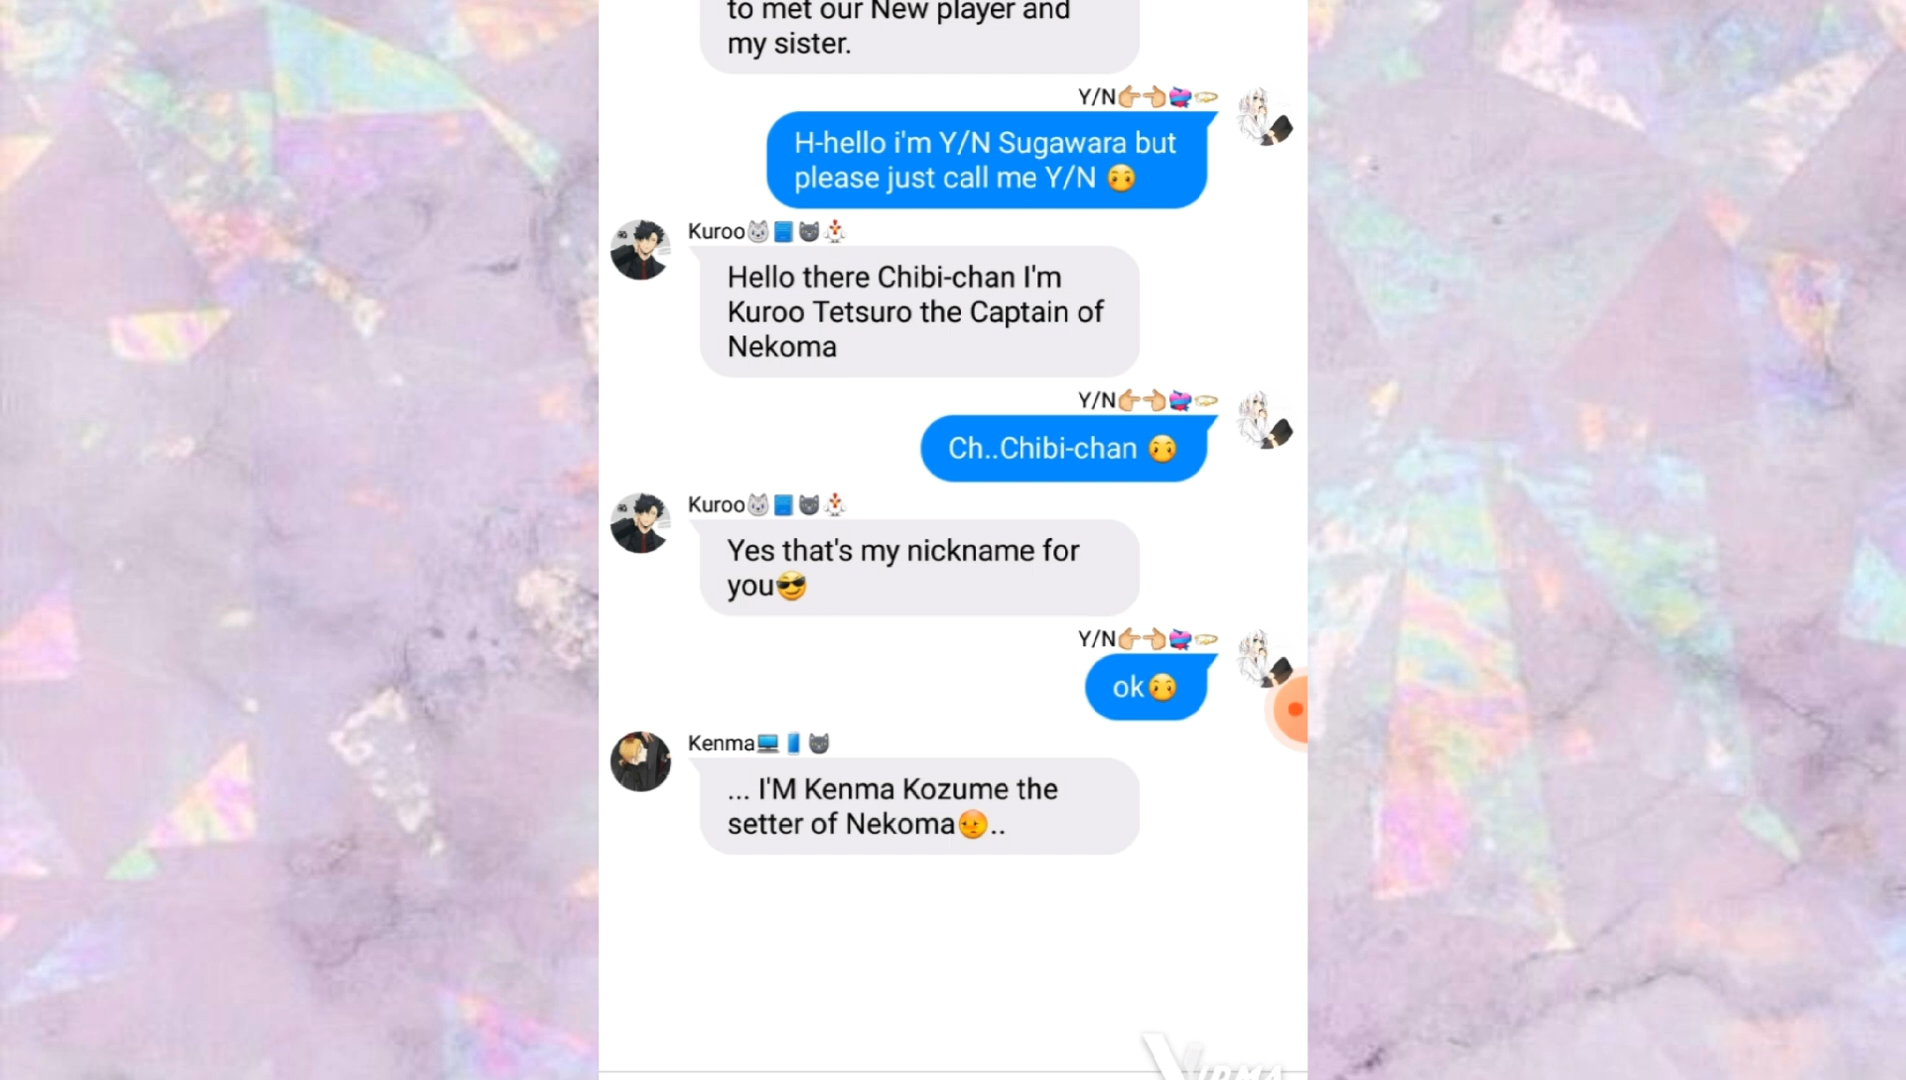 to met our New player and
my sister.
Y/N👉👈💝💫
H-hello i'm Y/N Sugawara but
please just call me Y/N 😶
Kuroo🐱📘🐱🐓
Hello there Chibi-chan I'm
Kuroo Tetsuro the Captain of
Nekoma
Y/N👉👈💝💫
Ch..Chibi-chan 😶
Kuroo🐱📘🐱🐓
Yes that's my nickname for
you😎
Y/N👉👈💝💫
ok😶
Kenma💻📱🐱
... I'M Kenma Kozume the
setter of Nekoma😳..
VIDMA